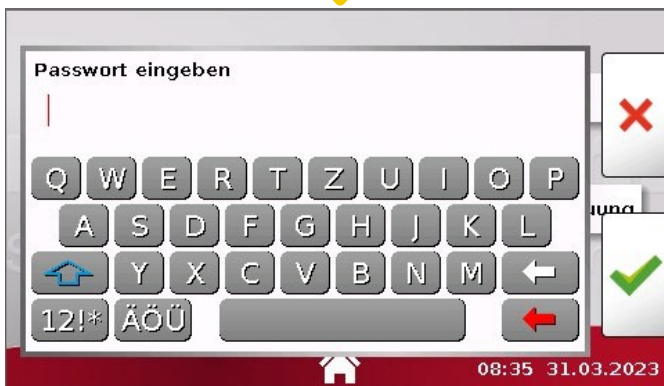 Passwort eingeben
Q W E R T Z U I O P
A S D F G H J K L
Y X C V B N M
12!* ÄÖÜ
08:35 31.03.2023